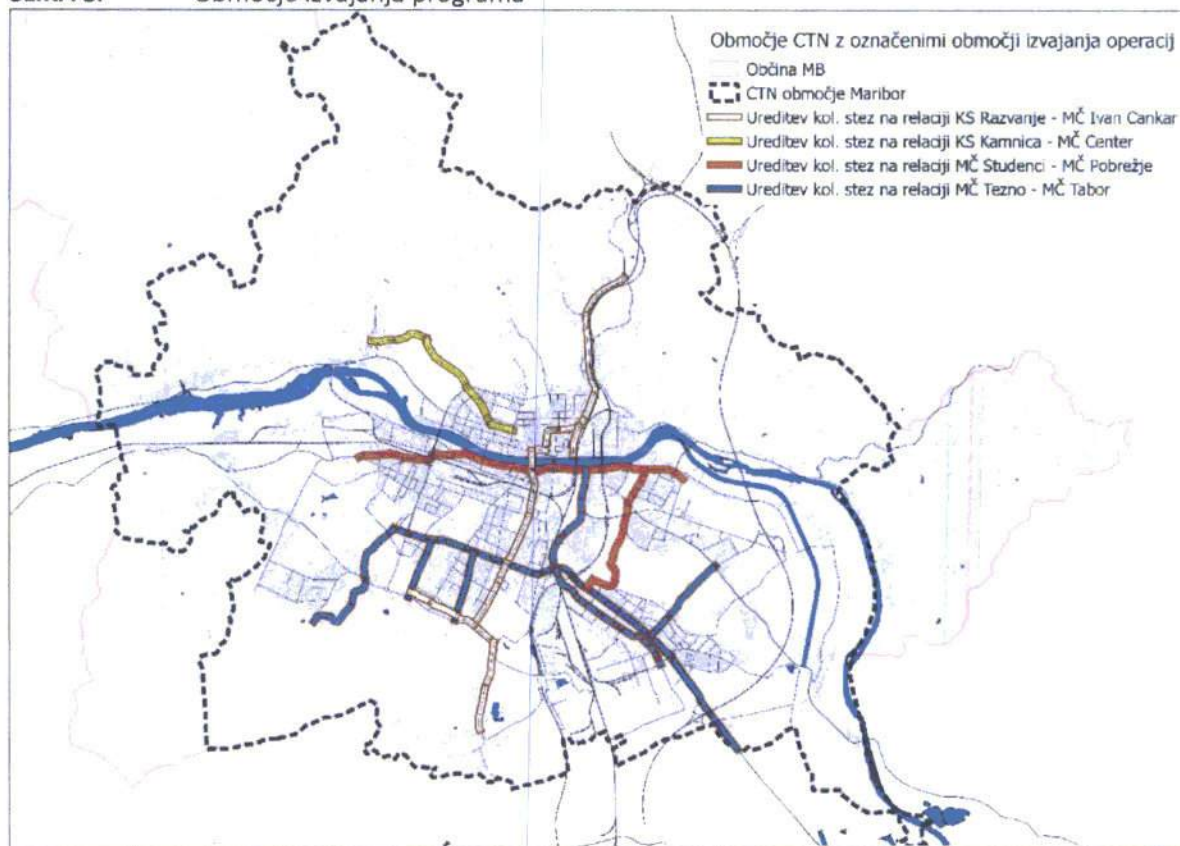 Območje izvajanja programa
Območje CTN z označenimi območji izvajanja operacij
Občina MB
CTN območje Maribor
Ureditev kol. stez na relaciji KS Razvanje - MČ Ivan Cankar
Ureditev kol. stez na relaciji KS Kamnica - MČ Center
Ureditev kol. stez na relaciji MČ Studenci - MČ Pobrežje
Ureditev kol. stez na relaciji MČ Tezno - MČ Tabor